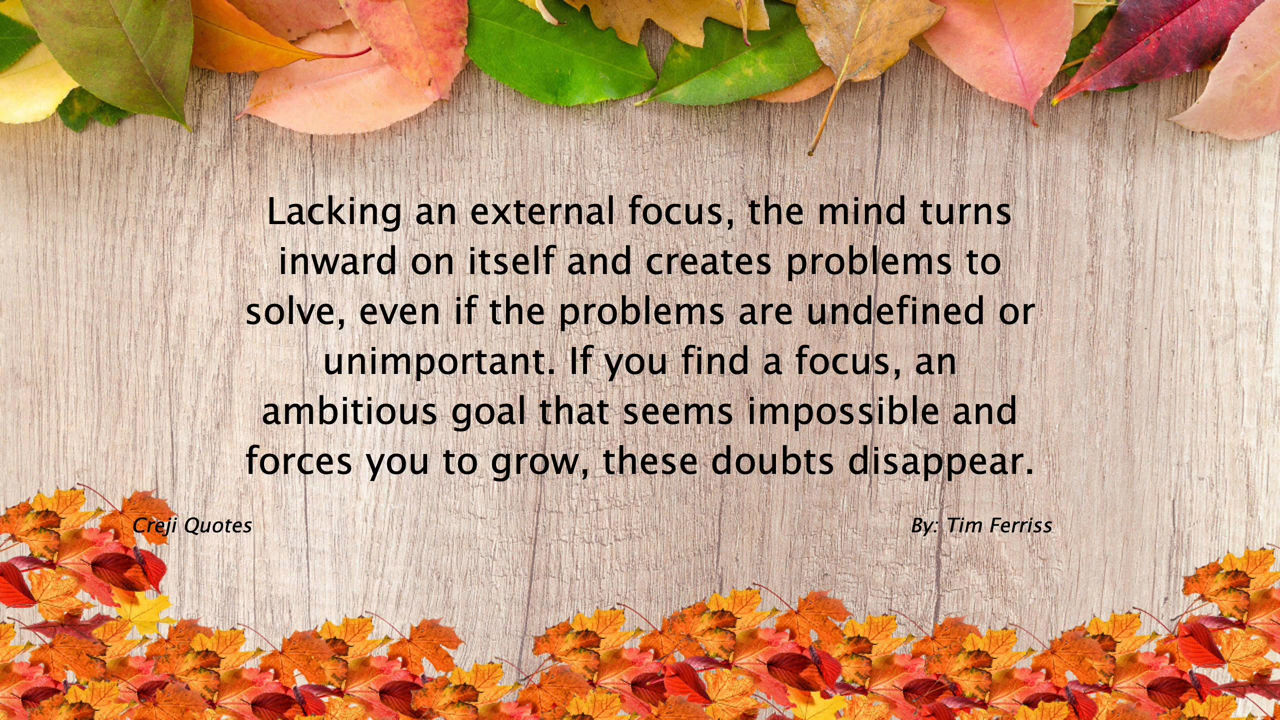 Lacking an external focus, the mind turns
inward on itself and creates problems to
solve, even if the problems are undefined or
unimportant. If you find a focus, an
ambitious goal that seems impossible and
forces you to grow, these doubts disappear.
Creji Quotes
By: Tim Ferriss